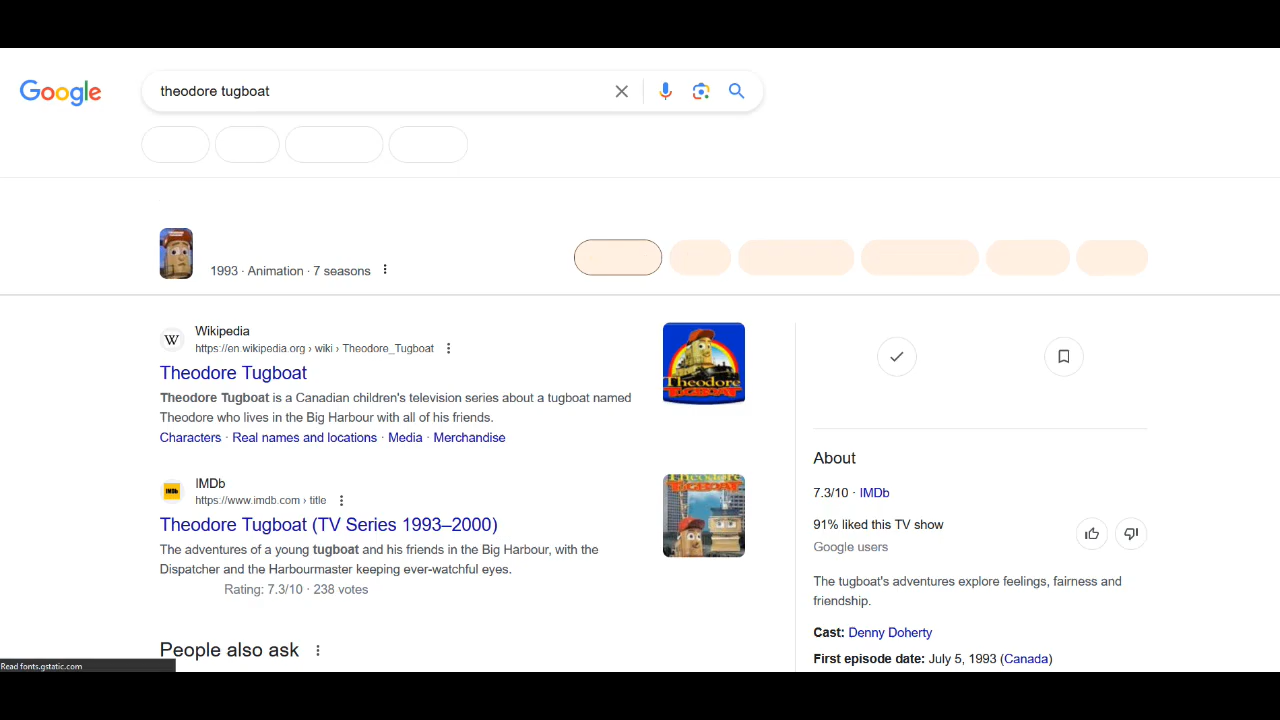 Google
theodore tugboat
1993 · Animation · 7 seasons
W
Wikipedia
https://en.wikipedia.org › wiki › Theodore_Tugboat
Theodore Tugboat
Theodore Tugboat is a Canadian children's television series about a tugboat named
Theodore who lives in the Big Harbour with all of his friends.
Characters · Real names and locations · Media · Merchandise
Theodore
TUGBOAT
IMDb
IMDb
https://www.imdb.com › title
Theodore Tugboat (TV Series 1993–2000)
The adventures of a young tugboat and his friends in the Big Harbour, with the
Dispatcher and the Harbourmaster keeping ever-watchful eyes.
Rating: 7.3/10 · 238 votes
Theodore
TUGBOAT
People also ask
About
7.3/10 · IMDb
91% liked this TV show
Google users
The tugboat's adventures explore feelings, fairness and
friendship.
Cast: Denny Doherty
First episode date: July 5, 1993 (Canada)
Read fonts.gstatic.com